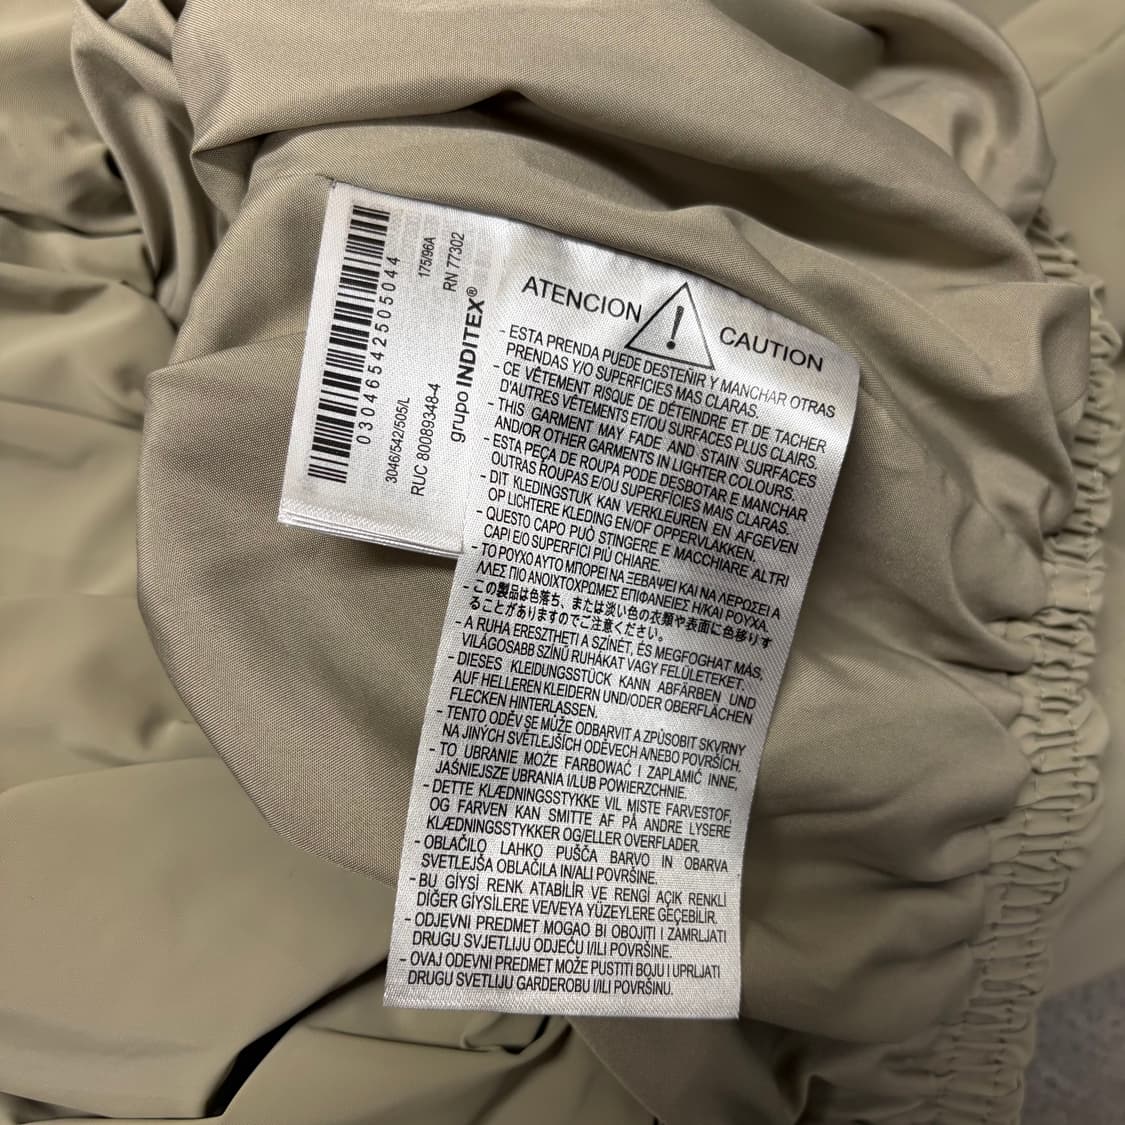 03046542505044
3046/542/505/L
175/96A
RUC 80089348-4
RN 77302
grupo INDITEX®
ATENCION
CAUTION
- ESTA PRENDA PUEDE DESTEÑIR Y MANCHAR OTRAS
PRENDAS Y/O SUPERFICIES MAS CLARAS.
- CE VÊTEMENT RISQUE DE DÉTEINDRE ET DE TACHER
D'AUTRES VÊTEMENTS ET/OU SURFACES PLUS CLAIRS.
- THIS GARMENT MAY FADE AND STAIN SURFACES
AND/OR OTHER GARMENTS IN LIGHTER COLOURS.
- ESTA PEÇA DE ROUPA PODE DESBOTAR E MANCHAR
OUTRAS ROUPAS E/OU SUPERFÍCIES MAIS CLARAS.
- DIT KLEDINGSTUK KAN VERKLEUREN EN AFGEVEN
OP LICHTERE KLEDING EN/OF OPPERVLAKKEN.
- QUESTO CAPO PUÒ STINGERE E MACCHIARE ALTRI
CAPI E/O SUPERFICI PIÙ CHIARE.
- ΤΟ ΡΟΥΧΟ ΑΥΤΟ ΜΠΟΡΕΙ ΝΑ ΞΕΒΑΨΕΙ ΚΑΙ ΝΑ ΛΕΡΩΣΕΙ Α
ΛΛΕΣ ΠΙΟ ΑΝΟΙΧΤΟΧΡΩΜΕΣ ΕΠΙΦΑΝΕΙΕΣ Η/ΚΑΙ ΡΟΥΧΑ.
- この製品は色落ち、または淡い色の衣類や表面に色移りす
ることがありますのでご注意ください。
- A RUHA ERESZTHETI A SZÍNÉT, ÉS MEGFOGHAT MÁS,
VILÁGOSABB SZÍNŰ RUHÁKAT VAGY FELÜLETEKET.
- DIESES KLEIDUNGSSTÜCK KANN ABFÄRBEN UND
AUF HELLEREN KLEIDERN UND/ODER OBERFLÄCHEN
FLECKEN HINTERLASSEN.
- TENTO ODĚV SE MŮŽE ODBARVIT A ZPŮSOBIT SKVRNY
NA JINÝCH SVĚTLEJŠÍCH ODĚVECH A/NEBO POVRŠÍCH.
- TO UBRANIE MOŻE FARBOWAĆ I ZAPLAMIĆ INNE,
JAŚNIEJSZE UBRANIA I/LUB POWIERZCHNIE.
- DETTE KLÆDNINGSSTYKKE VIL MISTE FARVESTOF,
OG FARVEN KAN SMITTE AF PÅ ANDRE LYSERE
KLÆDNINGSSTYKKER OG/ELLER OVERFLADER.
- OBLAČILO LAHKO PUŠČA BARVO IN OBARVA
SVETLEJŠA OBLAČILA IN/ALI POVRŠINE.
- BU GİYSİ RENK ATABİLİR VE RENGİ AÇIK RENKLİ
DİĞER GİYSİLERE VE/VEYA YÜZEYLERE GEÇEBİLİR.
- ODJEVNI PREDMET MOGAO BI OBOJITI I ZAMRLJATI
DRUGU SVJETLIJU ODJEĆU I/ILI POVRŠINE.
- OVAJ ODEVNI PREDMET MOŽE PUSTITI BOJU I UPRLJATI
DRUGU SVETLIJU GARDEROBU I/ILI POVRŠINU.